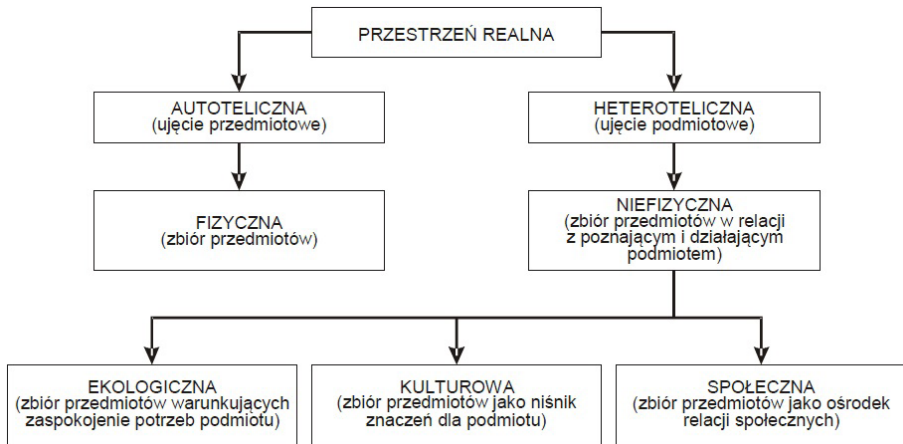 PRZESTRZEŃ REALNA
AUTOTELICZNA
(ujęcie przedmiotowe)
HETEROTELICZNA
(ujęcie podmiotowe)
FIZYCZNA
(zbiór przedmiotów)
NIEFIZYCZNA
(zbiór przedmiotów w relacji
z poznającym i działającym
podmiotem)
EKOLOGICZNA
(zbiór przedmiotów warunkujących
zaspokojenie potrzeb podmiotu)
KULTUROWA
(zbiór przedmiotów jako niśnik
znaczeń dla podmiotu)
SPOŁECZNA
(zbiór przedmiotów jako ośrodek
relacji społecznych)